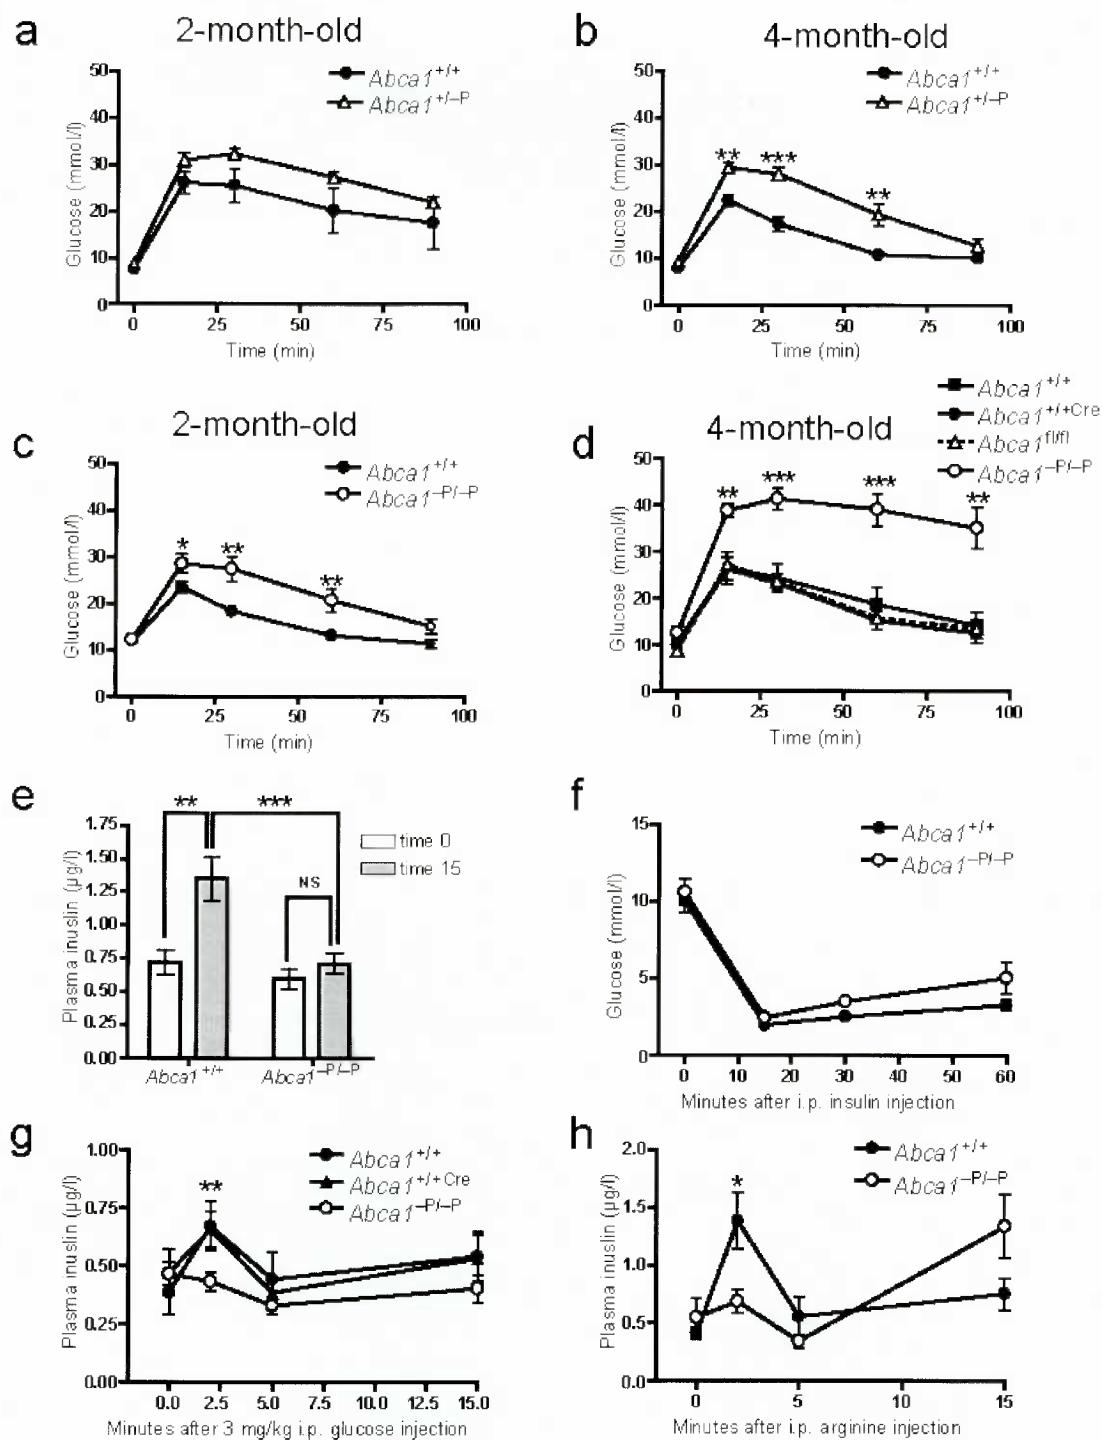 a
2-month-old
Abca1+/+
Abca1+/–P
50
40
30
20
10
0
Glucose (mmol/l)
0 25 50 75 100
Time (min)
b
4-month-old
Abca1+/+
Abca1+/–P
50
40
30
20
10
0
Glucose (mmol/l)
** *** **
0 25 50 75 100
Time (min)
c
2-month-old
Abca1+/+
Abca1–P/–P
50
40
30
20
10
0
Glucose (mmol/l)
* ** **
0 25 50 75 100
Time (min)
d
4-month-old
Abca1+/+
Abca1+/+Cre
Abca1fl/fl
Abca1–P/–P
50
40
30
20
10
0
Glucose (mmol/l)
** *** *** **
0 25 50 75 100
Time (min)
e
** ***
NS
time 0
time 15
1.75
1.50
1.25
1.00
0.75
0.50
0.25
0.00
Plasma inuslin (µg/l)
Abca1+/+ Abca1–P/–P
f
Abca1+/+
Abca1–P/–P
15
10
5
0
Glucose (mmol/l)
0 10 20 30 40 50 60
Minutes after i.p. insulin injection
g
Abca1+/+
Abca1+/+Cre
Abca1–P/–P
1.00
0.75
0.50
0.25
0.00
Plasma inuslin (µg/l)
**
0.0 2.5 5.0 7.5 10.0 12.5 15.0
Minutes after 3 mg/kg i.p. glucose injection
h
Abca1+/+
Abca1–P/–P
2.0
1.5
1.0
0.5
0.0
Plasma inuslin (µg/l)
*
0 5 10 15
Minutes after i.p. arginine injection